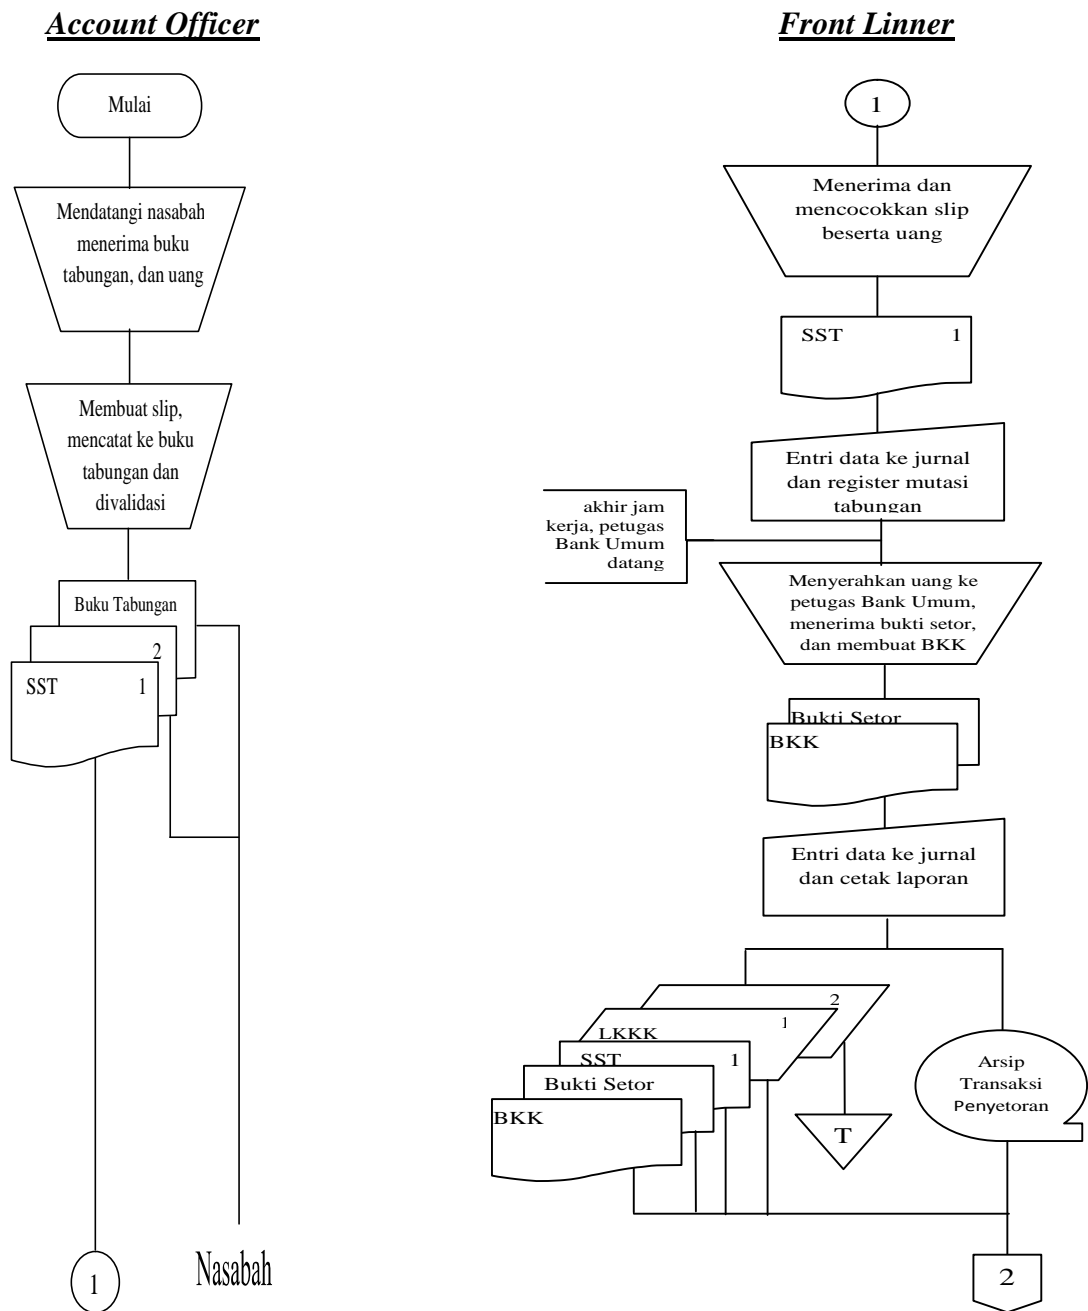 Account Officer
Mulai
Mendatangi nasabah
menerima buku
tabungan, dan uang
Membuat slip,
mencatat ke buku
tabungan dan
divalidasi
Buku Tabungan
2
SST 1
1
Nasabah
Front Linner
1
Menerima dan
mencocokkan slip
beserta uang
SST 1
Entri data ke jurnal
dan register mutasi
tabungan
akhir jam
kerja, petugas
Bank Umum
datang
Menyerahkan uang ke
petugas Bank Umum,
menerima bukti setor,
dan membuat BKK
Bukti Setor
BKK
Entri data ke jurnal
dan cetak laporan
2
LKKK 1
SST 1
Bukti Setor
BKK
T
Arsip
Transaksi
Penyetoran
2